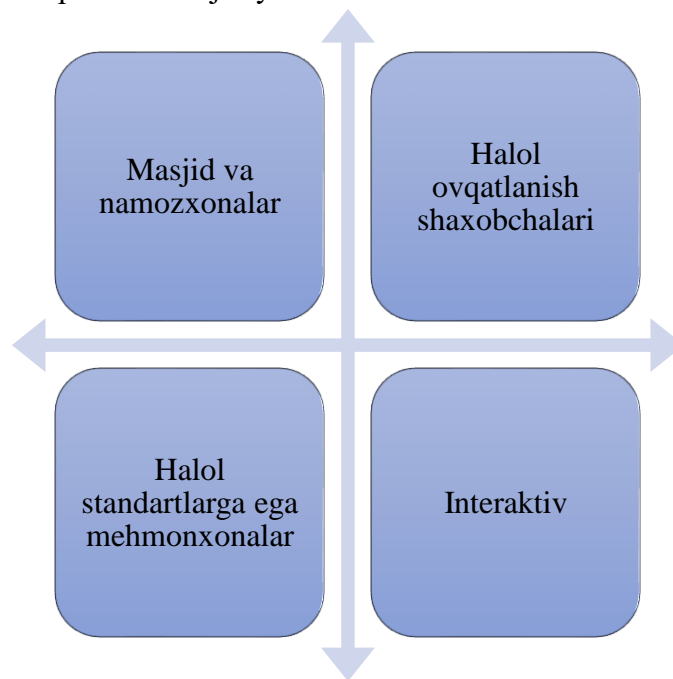 Masjid va
namozxonalar
Halol
ovqatlanish
shaxobchalari
Halol
standartlarga ega
mehmonxonalar
Interaktiv